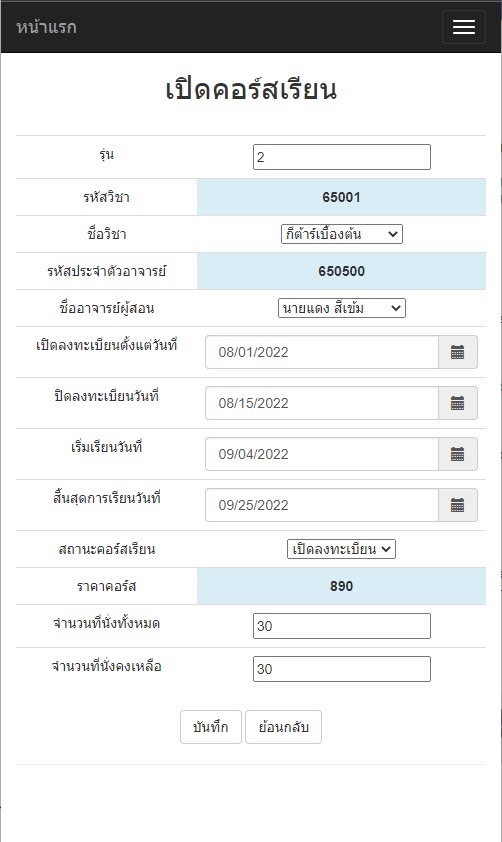 หน้าแรก
เปิดคอร์สเรียน
รุ่น 2
รหัสวิชา 65001
ชื่อวิชา กีต้าร์เบื้องต้น
รหัสประจำตัวอาจารย์ 650500
ชื่ออาจารย์ผู้สอน นายแดง สีเข้ม
เปิดลงทะเบียนตั้งแต่วันที่ 08/01/2022
ปิดลงทะเบียนวันที่ 08/15/2022
เริ่มเรียนวันที่ 09/04/2022
สิ้นสุดการเรียนวันที่ 09/25/2022
สถานะคอร์สเรียน เปิดลงทะเบียน
ราคาคอร์ส 890
จำนวนที่นั่งทั้งหมด 30
จำนวนที่นั่งคงเหลือ 30
บันทึก ย้อนกลับ